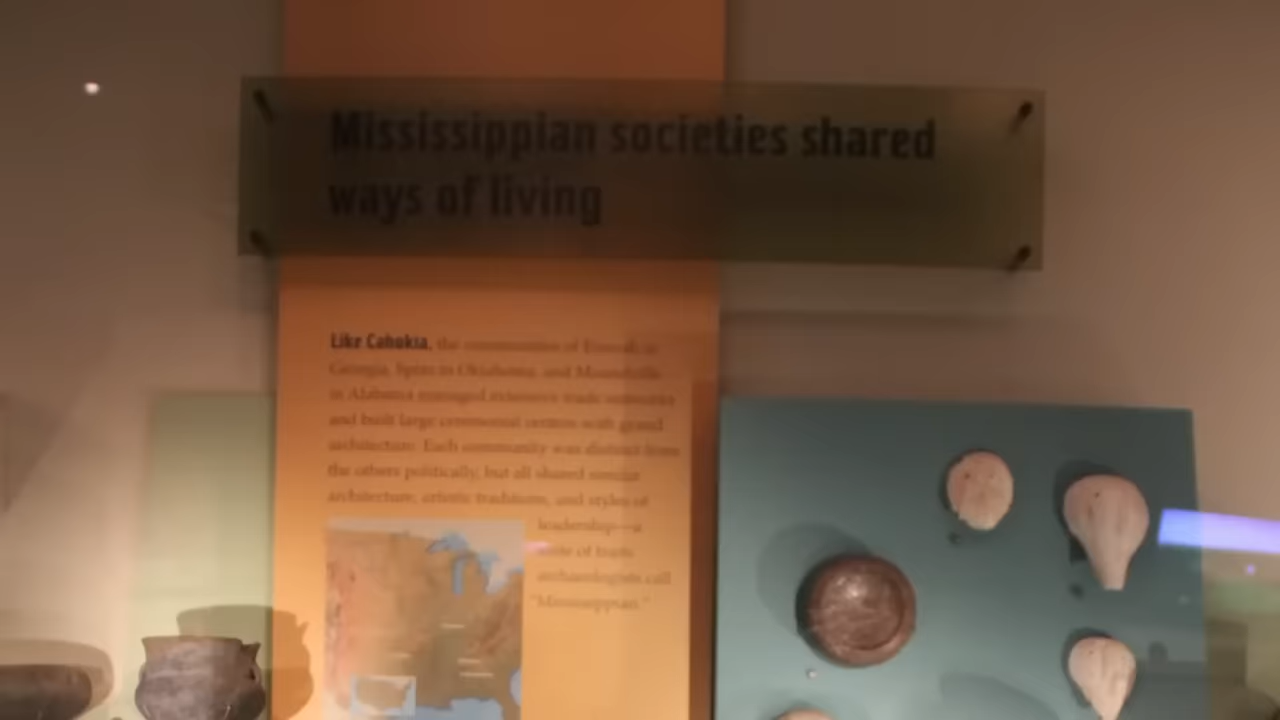 Mississippian societies shared
ways of living
Like Cahokia, the communities of Etowah in
Georgia, Spiro in Oklahoma, and Moundville
in Alabama managed extensive trade networks
and built large ceremonial centers with grand
architecture. Each community was distinct from
the others politically, but all shared similar
architecture, artistic traditions, and styles of
leadership—a
of traits
archaeologists call
"Mississippian."